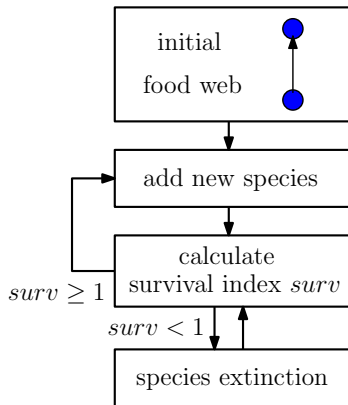 initial
food web
add new species
calculate
survival index surv
surv ≥ 1
surv < 1
species extinction